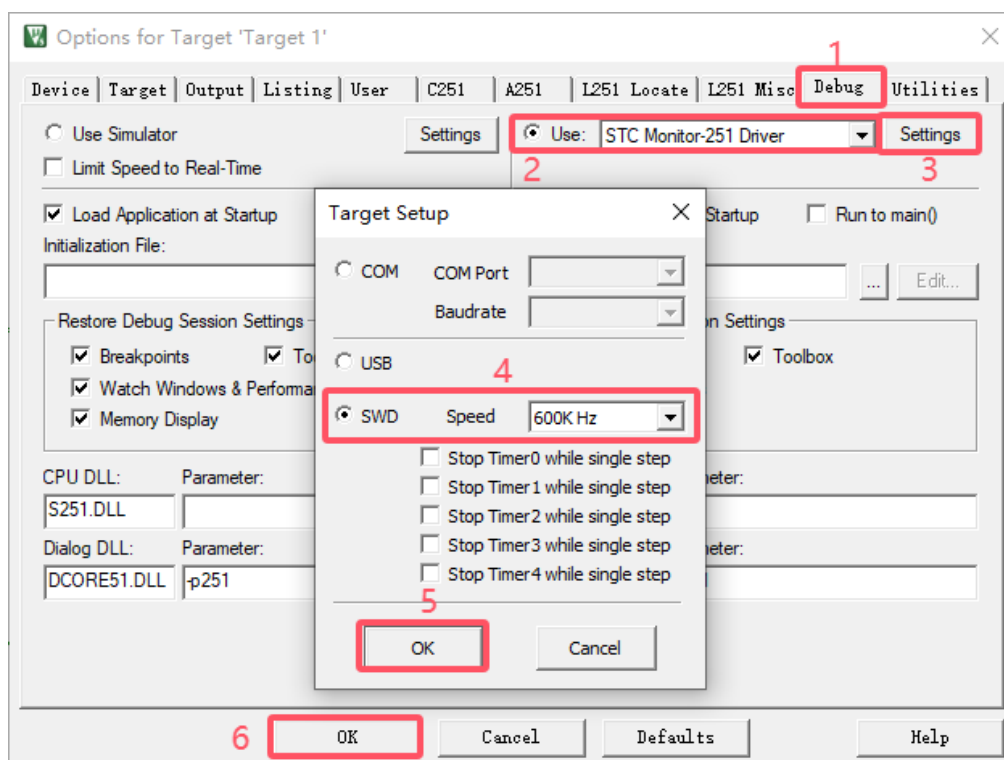 Options for Target 'Target 1'
1
Device Target Output Listing User C251 A251 L251 Locate L251 Misc Debug Utilities
Use Simulator Settings Use: STC Monitor-251 Driver Settings
Limit Speed to Real-Time 2 3
Load Application at Startup Startup Run to main()
Initialization File:
... Edit...
Restore Debug Session Settings on Settings
Breakpoints Toolbox
Watch Windows &
Memory Display
CPU DLL: Parameter:
S251.DLL
Dialog DLL: Parameter:
DCORE51.DLL -p251
Target Setup
COM COM Port
Baudrate
USB
4
SWD Speed 600K Hz
Stop Timer0 while single step
Stop Timer1 while single step
Stop Timer2 while single step
Stop Timer3 while single step
Stop Timer4 while single step
5
OK Cancel
6 OK Cancel Defaults Help